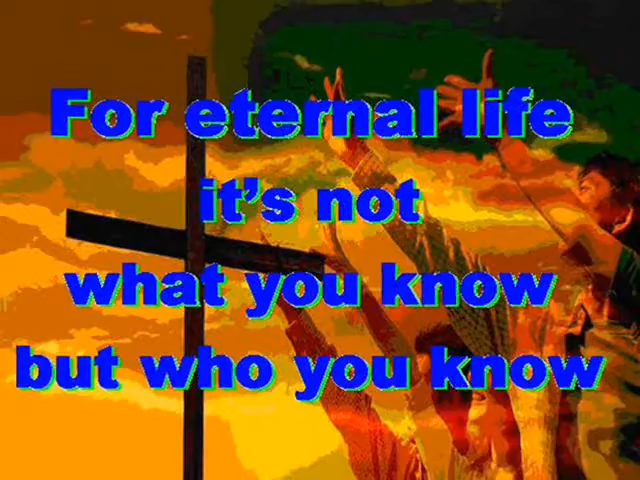 For eternal life
it’s not
what you know
but who you know